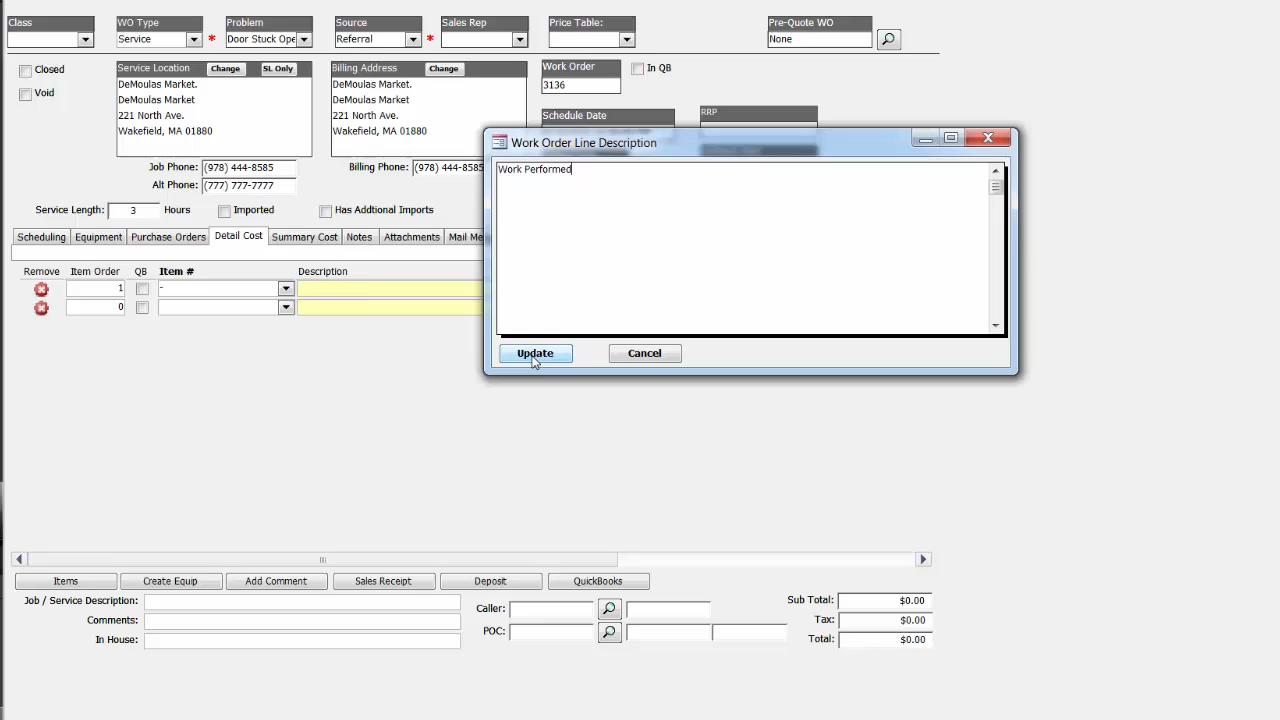 Class WO Type Problem Source Sales Rep Price Table: Pre-Quote WO
Service * Door Stuck Ope Referral * None
Closed Service Location Change SL Only Billing Address Change Work Order In QB
Void DeMoulas Market. DeMoulas Market. 3136
DeMoulas Market DeMoulas Market
221 North Ave. 221 North Ave. Schedule Date RRP
Wakefield, MA 01880 Wakefield, MA 01880
Work Order Line Description
Work Performed
Job Phone: (978) 444-8585 Billing Phone: (978) 444-8585
Alt Phone: (777) 777-7777
Service Length: 3 Hours Imported Has Addtional Imports
Scheduling Equipment Purchase Orders Detail Cost Summary Cost Notes Attachments Mail Me
Remove Item Order QB Item # Description
1 -
0
Update Cancel
Items Create Equip Add Comment Sales Receipt Deposit QuickBooks
Job / Service Description: Caller: Sub Total: $0.00
Comments: Tax: $0.00
In House: POC: Total: $0.00